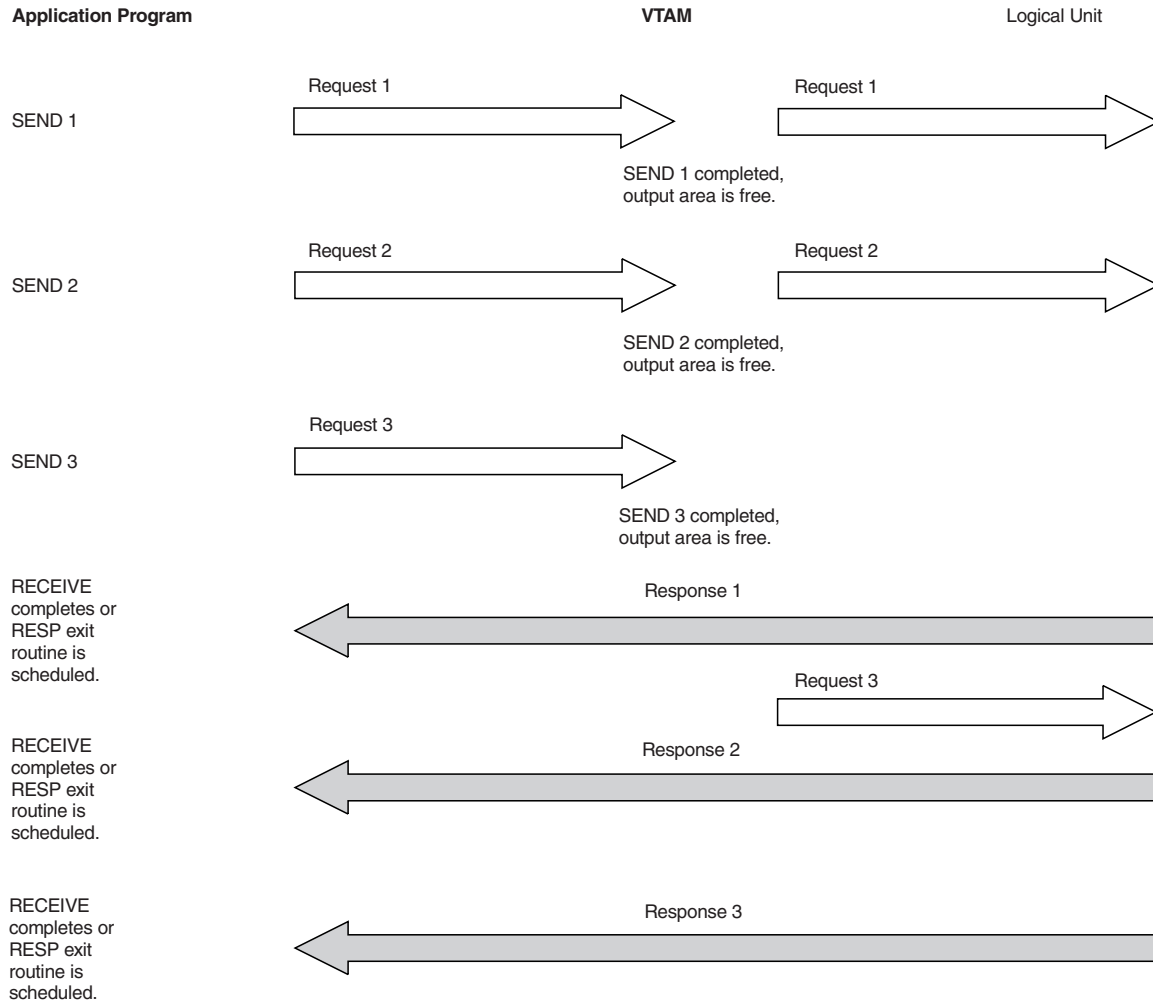 Application Program
VTAM
Logical Unit
Request 1
Request 1
SEND 1
SEND 1 completed,
output area is free.
Request 2
Request 2
SEND 2
SEND 2 completed,
output area is free.
Request 3
SEND 3
SEND 3 completed,
output area is free.
RECEIVE
completes or
RESP exit
routine is
scheduled.
Response 1
Request 3
RECEIVE
completes or
RESP exit
routine is
scheduled.
Response 2
RECEIVE
completes or
RESP exit
routine is
scheduled.
Response 3